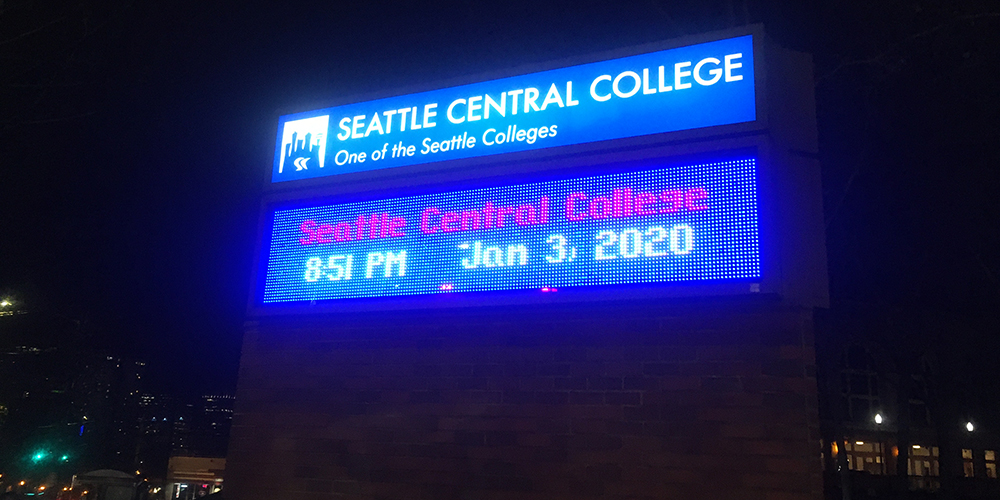 SEATTLE CENTRAL COLLEGE
One of the Seattle Colleges
Seattle Central College
8:51 PM Jan 3, 2020